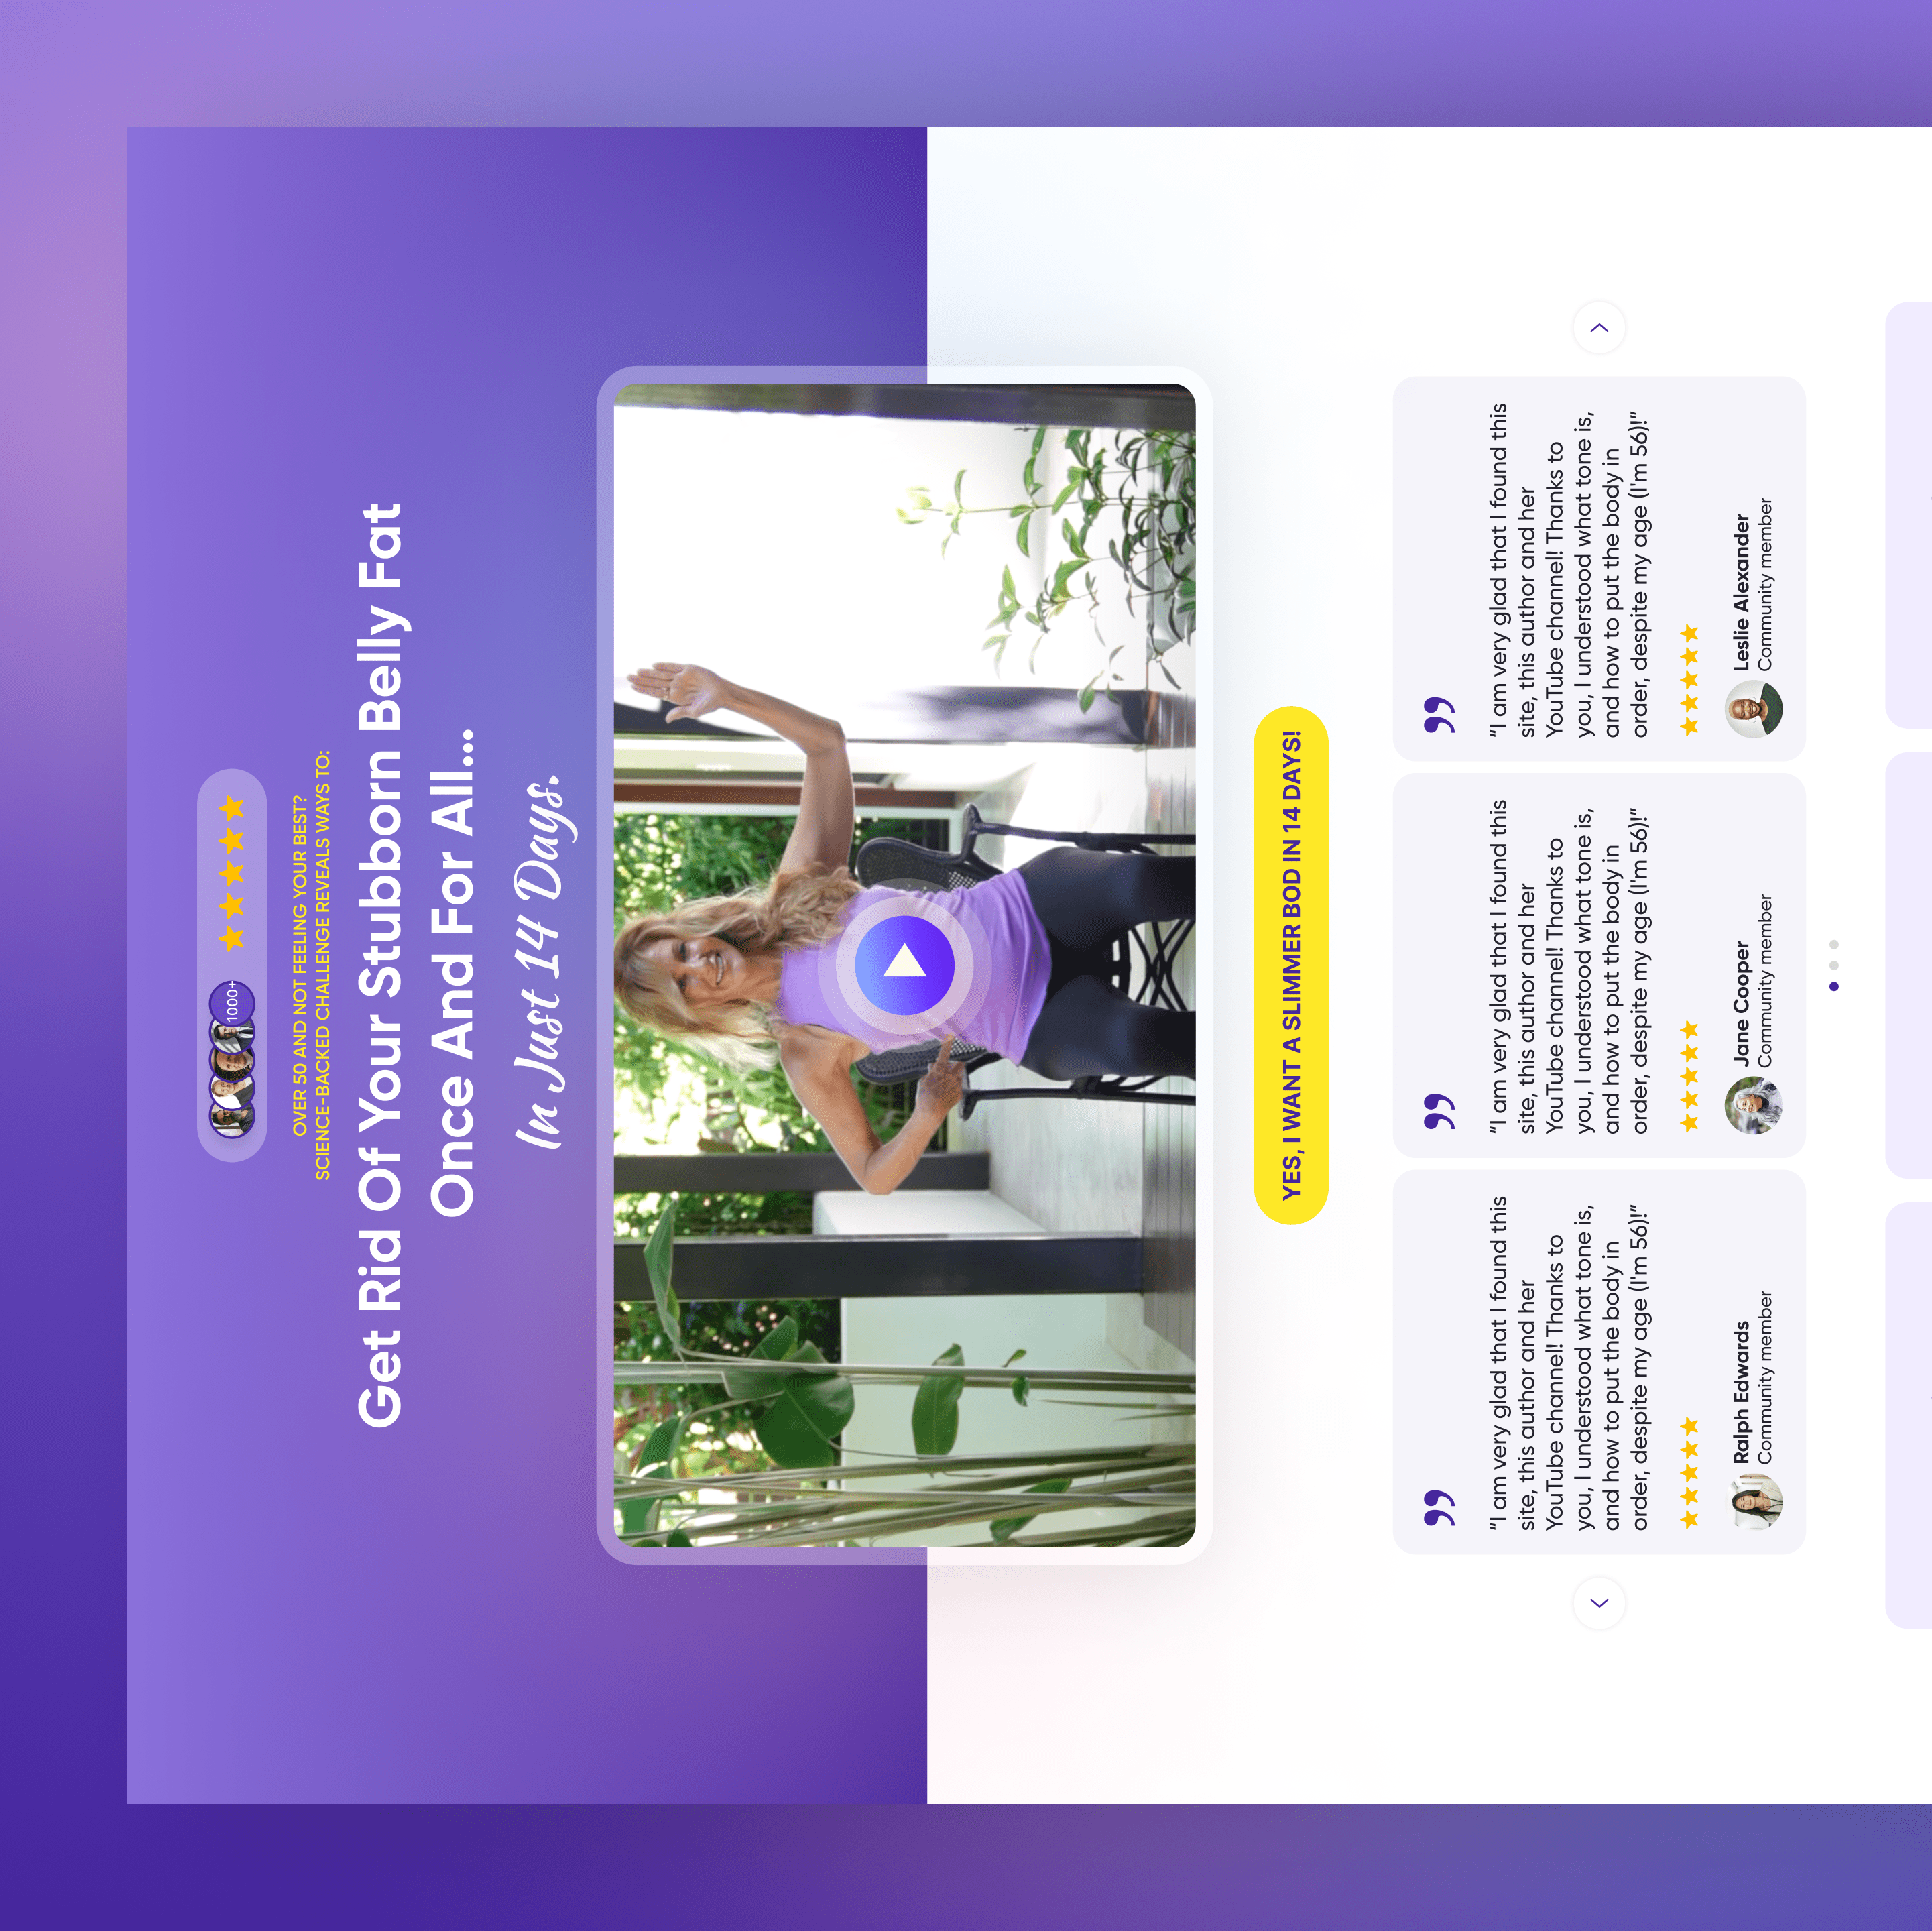 1000+
OVER 50 AND NOT FEELING YOUR BEST?
SCIENCE-BACKED CHALLENGE REVEALS WAYS TO:
Get Rid Of Your Stubborn Belly Fat
Once And For All...
In Just 14 Days.
YES, I WANT A SLIMMER BOD IN 14 DAYS!
“I am very glad that I found this
site, this author and her
YouTube channel! Thanks to
you, I understood what tone is,
and how to put the body in
order, despite my age (I'm 56)!”
Ralph Edwards
Community member
“I am very glad that I found this
site, this author and her
YouTube channel! Thanks to
you, I understood what tone is,
and how to put the body in
order, despite my age (I'm 56)!”
Jane Cooper
Community member
“I am very glad that I found this
site, this author and her
YouTube channel! Thanks to
you, I understood what tone is,
and how to put the body in
order, despite my age (I'm 56)!”
Leslie Alexander
Community member